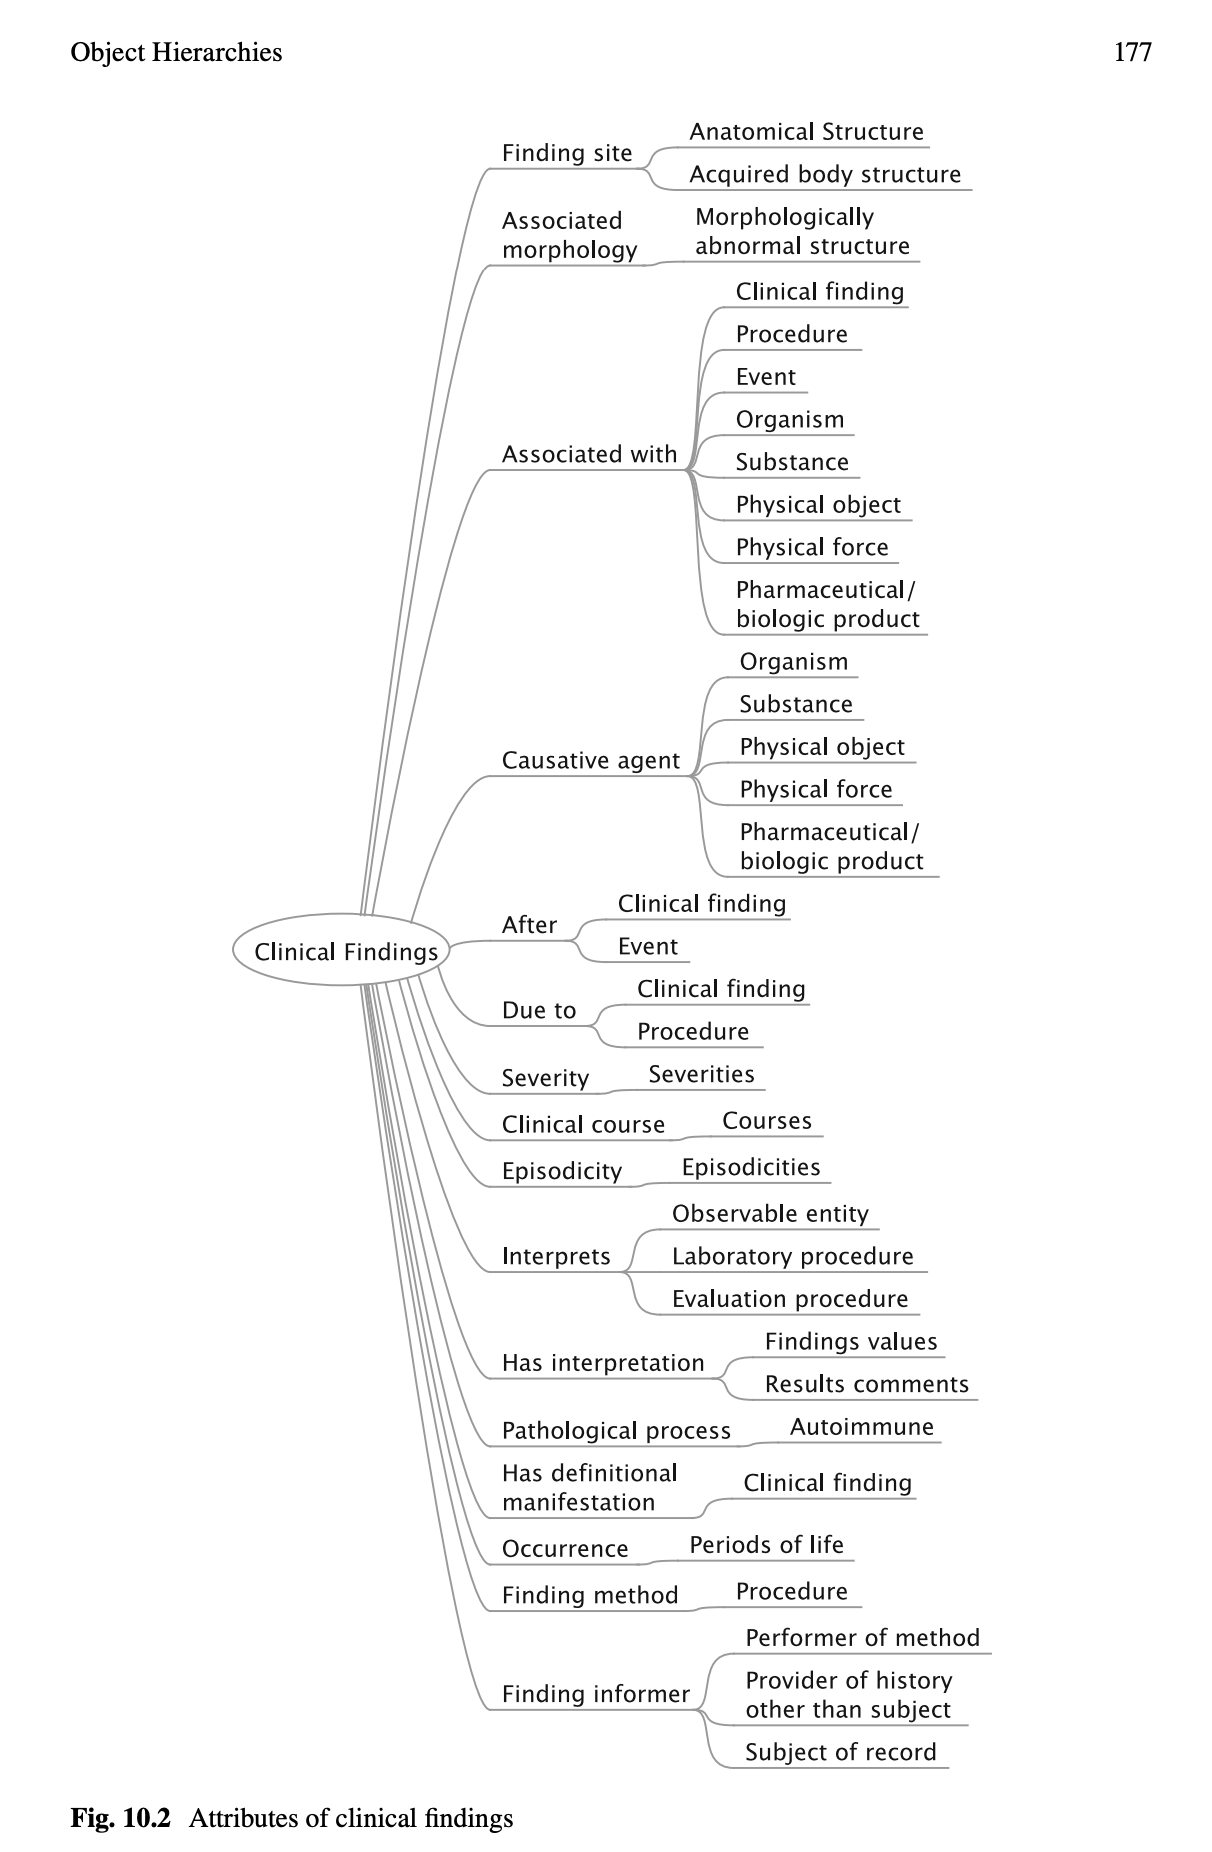 Object Hierarchies 177
Finding site
Anatomical Structure
Acquired body structure
Associated
morphology
Morphologically
abnormal structure
Associated with
Clinical finding
Procedure
Event
Organism
Substance
Physical object
Physical force
Pharmaceutical/
biologic product
Causative agent
Organism
Substance
Physical object
Physical force
Pharmaceutical/
biologic product
Clinical Findings
After
Clinical finding
Event
Due to
Clinical finding
Procedure
Severity
Severities
Clinical course
Courses
Episodicity
Episodicities
Interprets
Observable entity
Laboratory procedure
Evaluation procedure
Has interpretation
Findings values
Results comments
Pathological process
Autoimmune
Has definitional
manifestation
Clinical finding
Occurrence
Periods of life
Finding method
Procedure
Finding informer
Performer of method
Provider of history
other than subject
Subject of record
Fig. 10.2 Attributes of clinical findings